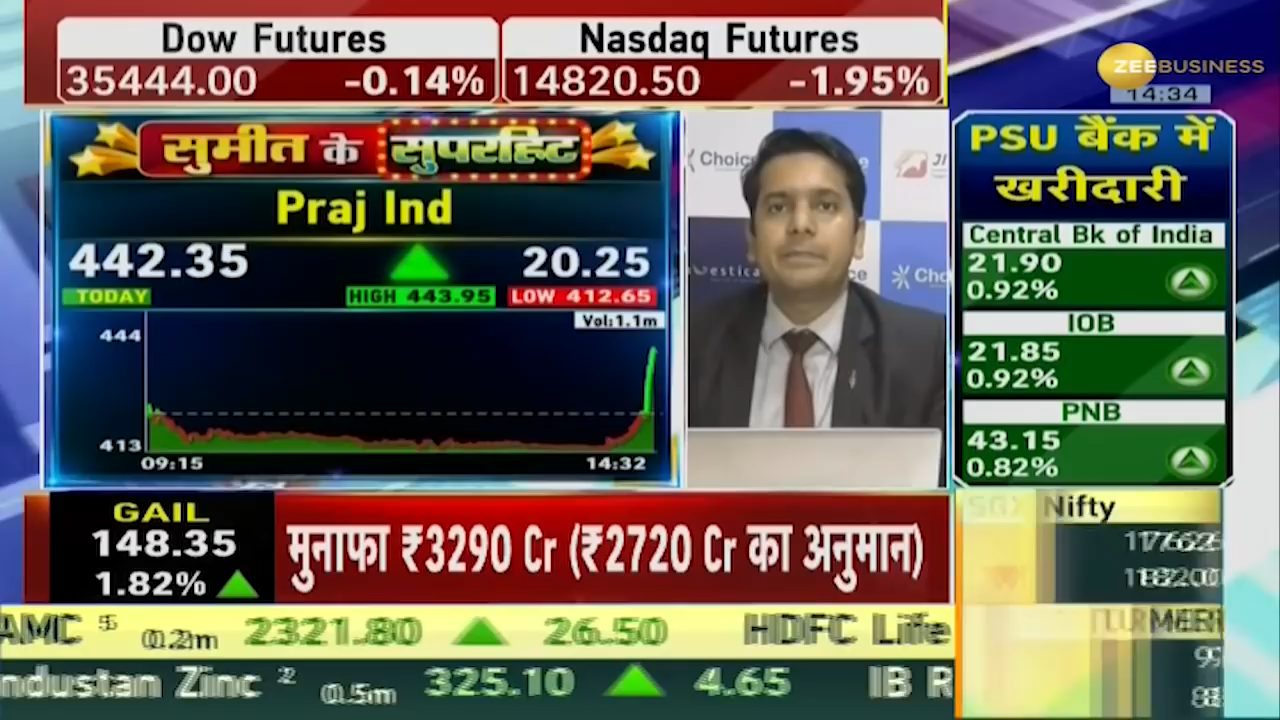 Dow Futures
35444.00 -0.14%
Nasdaq Futures
14820.50 -1.95%
ZEEBUSINESS
14:34
सुमीत के सुपरहिट
Praj Ind
442.35 20.25
TODAY HIGH 443.95 LOW 412.65
Vol:1.1m
444
413
09:15 14:32
Choice
JI
Cho
PSU बैंक में
खरीदारी
Central Bk of India
21.90
0.92%
IOB
21.85
0.92%
PNB
43.15
0.82%
GAIL
148.35
1.82%
मुनाफा ₹3290 Cr (₹2720 Cr का अनुमान)
Nifty
AMC 0.2m 2321.80 26.50 HDFC Life
ndustan Zinc 0.5m 325.10 4.65 IB R